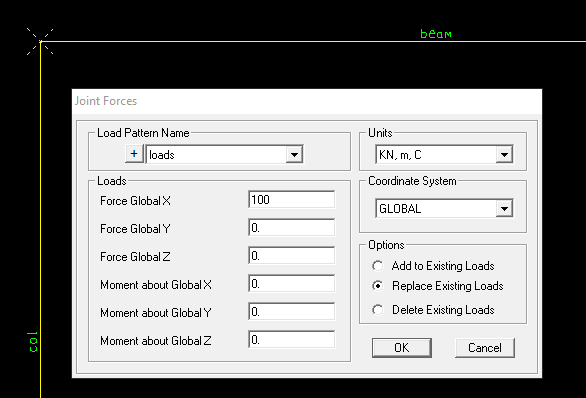 beam
Joint Forces
Load Pattern Name
+ loads
Units
KN, m, C
Loads
Force Global X 100
Force Global Y 0.
Force Global Z 0.
Moment about Global X 0.
Moment about Global Y 0.
Moment about Global Z 0.
Coordinate System
GLOBAL
Options
Add to Existing Loads
Replace Existing Loads
Delete Existing Loads
OK Cancel
col